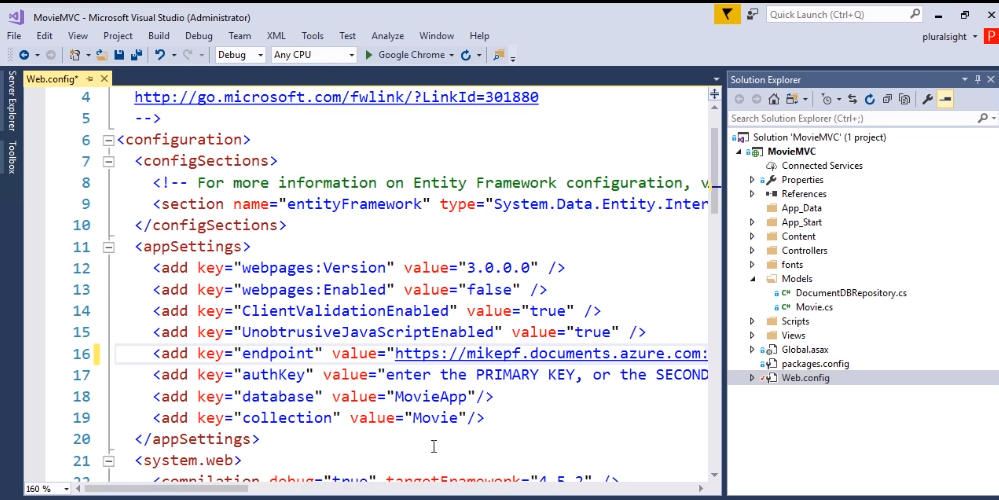 MovieMVC - Microsoft Visual Studio (Administrator)
Quick Launch (Ctrl+Q)
File Edit View Project Build Debug Team XML Tools Test Analyze Window Help
pluralsight P
Debug Any CPU Google Chrome
Server Explorer
Toolbox
Web.config*
4 http://go.microsoft.com/fwlink/?LinkId=301880
5 -->
6 <configuration>
7 <configSections>
8 <!-- For more information on Entity Framework configuration, v
9 <section name="entityFramework" type="System.Data.Entity.Inter
10 </configSections>
11 <appSettings>
12 <add key="webpages:Version" value="3.0.0.0" />
13 <add key="webpages:Enabled" value="false" />
14 <add key="ClientValidationEnabled" value="true" />
15 <add key="UnobtrusiveJavaScriptEnabled" value="true" />
16 <add key="endpoint" value="https://mikepf.documents.azure.com:
17 <add key="authKey" value="enter the PRIMARY KEY, or the SECOND
18 <add key="database" value="MovieApp"/>
19 <add key="collection" value="Movie"/>
20 </appSettings>
21 <system.web>
22 <compilation debug="true" targetFramework="4.5.2" />
160 %
Solution Explorer
Search Solution Explorer (Ctrl+;)
Solution 'MovieMVC' (1 project)
MovieMVC
Connected Services
Properties
References
App_Data
App_Start
Content
Controllers
fonts
Models
DocumentDBRepository.cs
Movie.cs
Scripts
Views
Global.asax
packages.config
Web.config